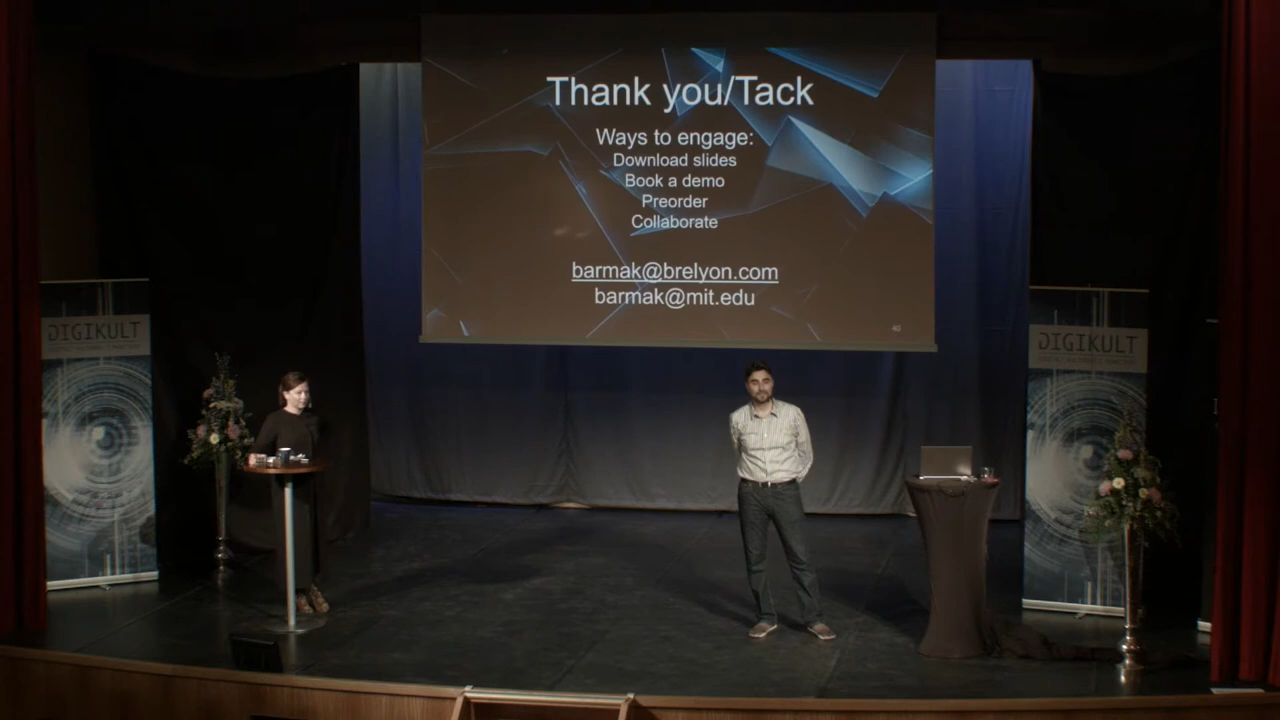 Thank you/Tack
Ways to engage:
Download slides
Book a demo
Preorder
Collaborate
barmak@brelyon.com
barmak@mit.edu
40
DIGIKULT
DIGIKULT